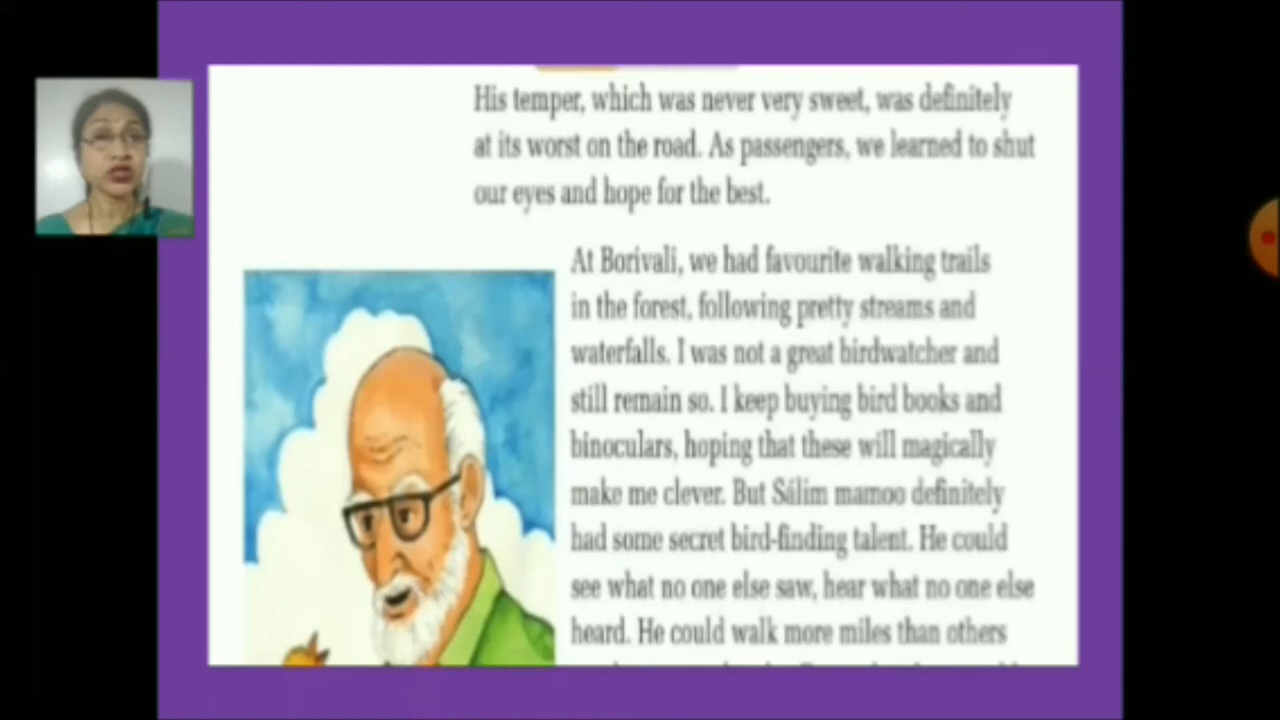 His temper, which was never very sweet, was definitely
at its worst on the road. As passengers, we learned to shut
our eyes and hope for the best.
At Borivali, we had favourite walking trails
in the forest, following pretty streams and
waterfalls. I was not a great birdwatcher and
still remain so. I keep buying bird books and
binoculars, hoping that these will magically
make me clever. But Sálim mamoo definitely
had some secret bird-finding talent. He could
see what no one else saw, hear what no one else
heard. He could walk more miles than others